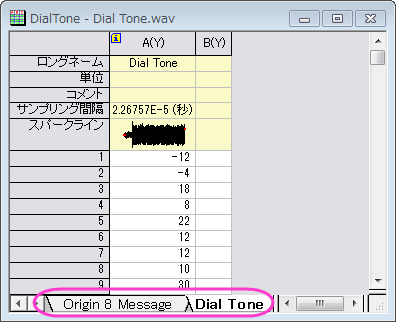 DialTone - Dial Tone.wav
A(Y) B(Y)
ロングネーム Dial Tone
単位
コメント
サンプリング間隔 2.26757E-5 (秒)
スパークライン
1 -12
2 -4
3 18
4 8
5 22
6 12
7 12
8 10
9 30
Origin 8 Message Dial Tone